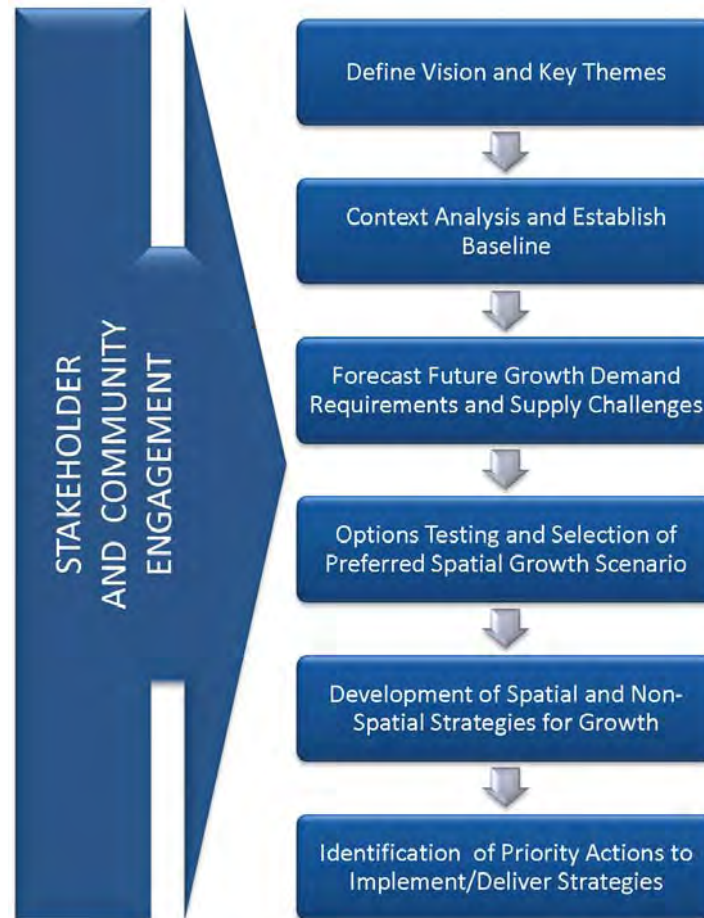 STAKEHOLDER
AND COMMUNITY
ENGAGEMENT
Define Vision and Key Themes
Context Analysis and Establish
Baseline
Forecast Future Growth Demand
Requirements and Supply Challenges
Options Testing and Selection of
Preferred Spatial Growth Scenario
Development of Spatial and Non-
Spatial Strategies for Growth
Identification of Priority Actions to
Implement/Deliver Strategies